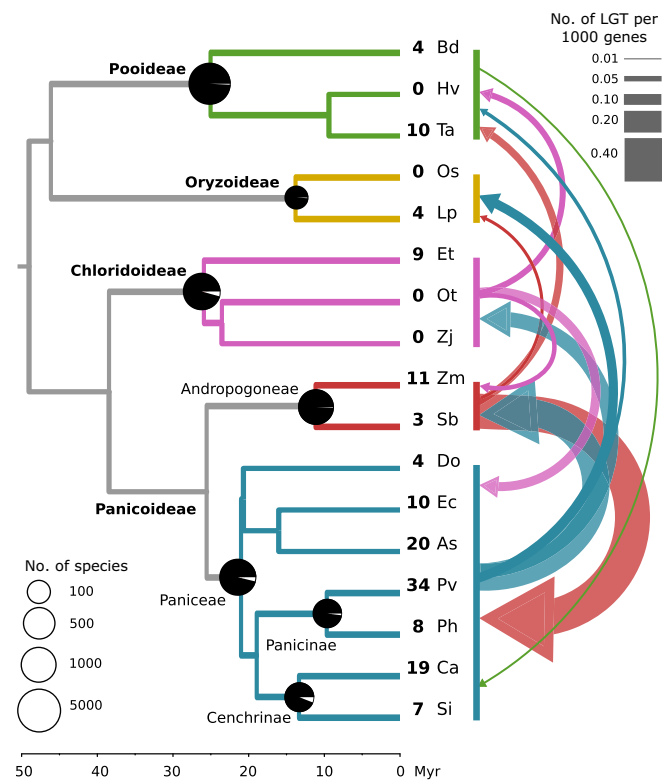 No. of LGT per
1000 genes
0.01
0.05
0.10
0.20
0.40
Pooideae
4 Bd
0 Hv
10 Ta
Oryzoideae
0 Os
4 Lp
Chloridoideae
9 Et
0 Ot
0 Zj
Andropogoneae
11 Zm
3 Sb
Panicoideae
4 Do
10 Ec
20 As
Paniceae
34 Pv
Panicinae
8 Ph
19 Ca
Cenchrinae
7 Si
No. of species
100
500
1000
5000
50 40 30 20 10 0 Myr